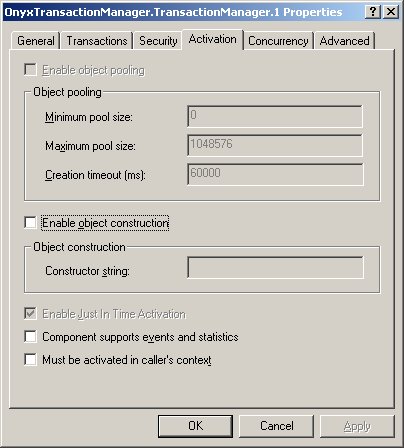 OnyxTransactionManager.TransactionManager.1 Properties
General Transactions Security Activation Concurrency Advanced
Enable object pooling
Object pooling
Minimum pool size: 0
Maximum pool size: 1048576
Creation timeout (ms): 60000
Enable object construction
Object construction
Constructor string:
Enable Just In Time Activation
Component supports events and statistics
Must be activated in caller's context
OK Cancel Apply